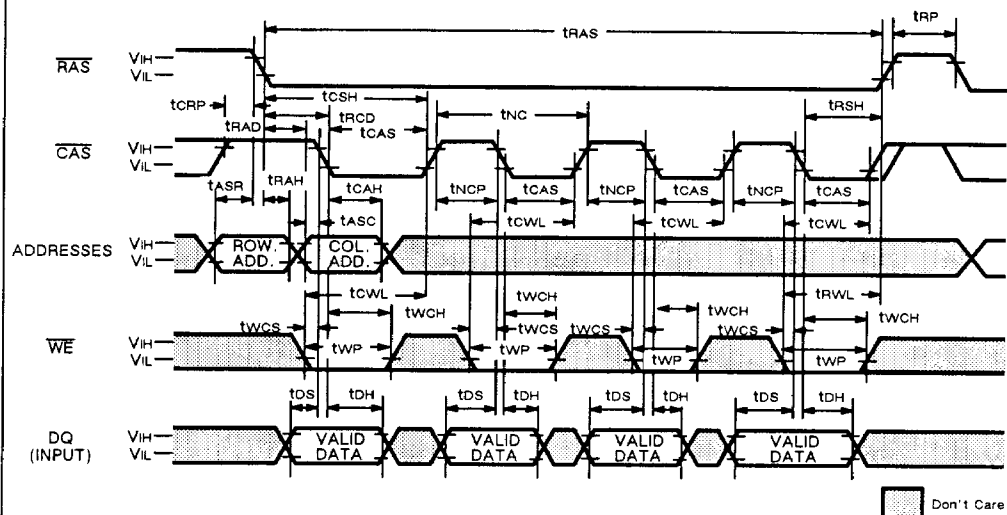 tRP
tRAS
RAS VIH
VIL
tCSH
tCRP tRCD tNC tRSH
tRAD tCAS
CAS VIH
VIL
tASR tRAH tCAH tNCP tCAS tNCP tCAS tNCP tCAS
tASC tCWL tCWL tCWL
ADDRESSES VIH ROW. COL.
VIL ADD. ADD.
tCWL tWCH tRWL
tWCH tWCH tWCH
tWCS tWCS tWCS tWCS
WE VIH tWP tWP tWP tWP
VIL
tDS tDH tDS tDH tDS tDH tDS tDH
DQ VIH VALID VALID VALID VALID
(INPUT) VIL DATA DATA DATA DATA
Don't Care